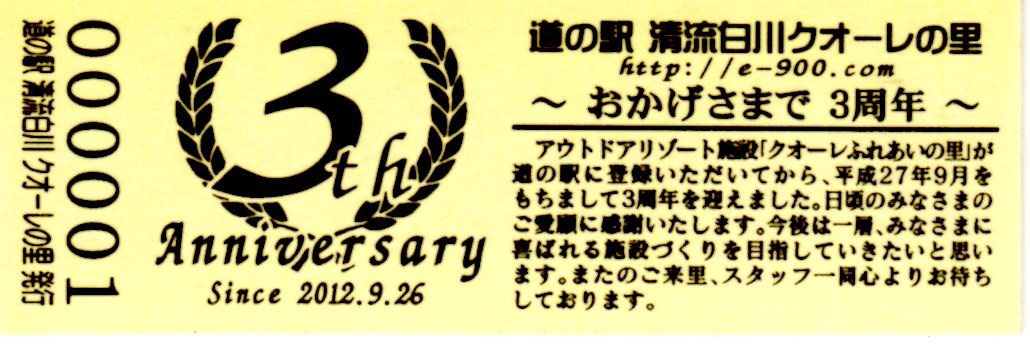 道の駅 清流白川 クオーレの里 発行
000001
3th
Anniversary
Since 2012.9.26
道の駅 清流白川クオーレの里
http://e-900.com
～ おかげさまで 3周年 ～
アウトドアリゾート施設「クオーレふれあいの里」が
道の駅に登録いただいてから、平成27年9月を
もちまして3周年を迎えました。日頃のみなさまの
ご愛顧に感謝いたします。今後は一層、みなさまに
喜ばれる施設づくりを目指していきたいと思い
ます。またのご来里、スタッフ一同心よりお待ち
しております。